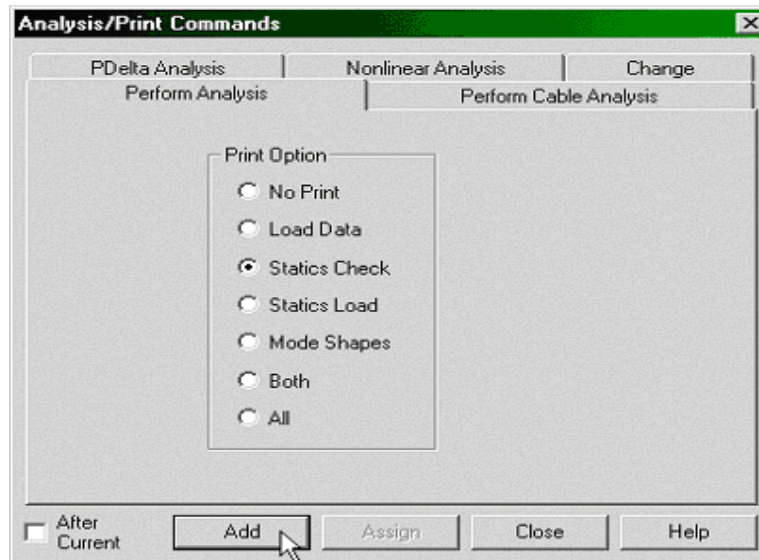 Analysis/Print Commands
PDelta Analysis
Nonlinear Analysis
Change
Perform Analysis
Perform Cable Analysis
Print Option
No Print
Load Data
Statics Check
Statics Load
Mode Shapes
Both
All
After
Current
Add
Assign
Close
Help